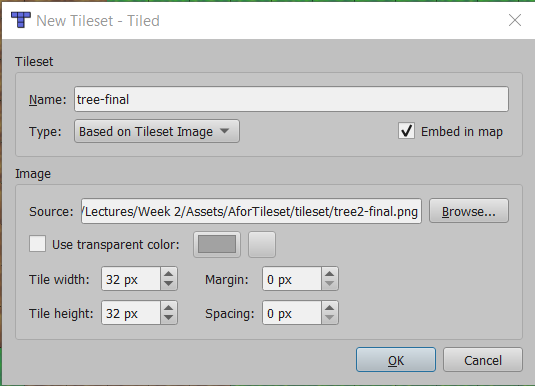 New Tileset - Tiled
Tileset
Name: tree-final
Type: Based on Tileset Image Embed in map
Image
Source: /Lectures/Week 2/Assets/AforTileset/tileset/tree2-final.png Browse...
Use transparent color:
Tile width: 32 px Margin: 0 px
Tile height: 32 px Spacing: 0 px
OK Cancel